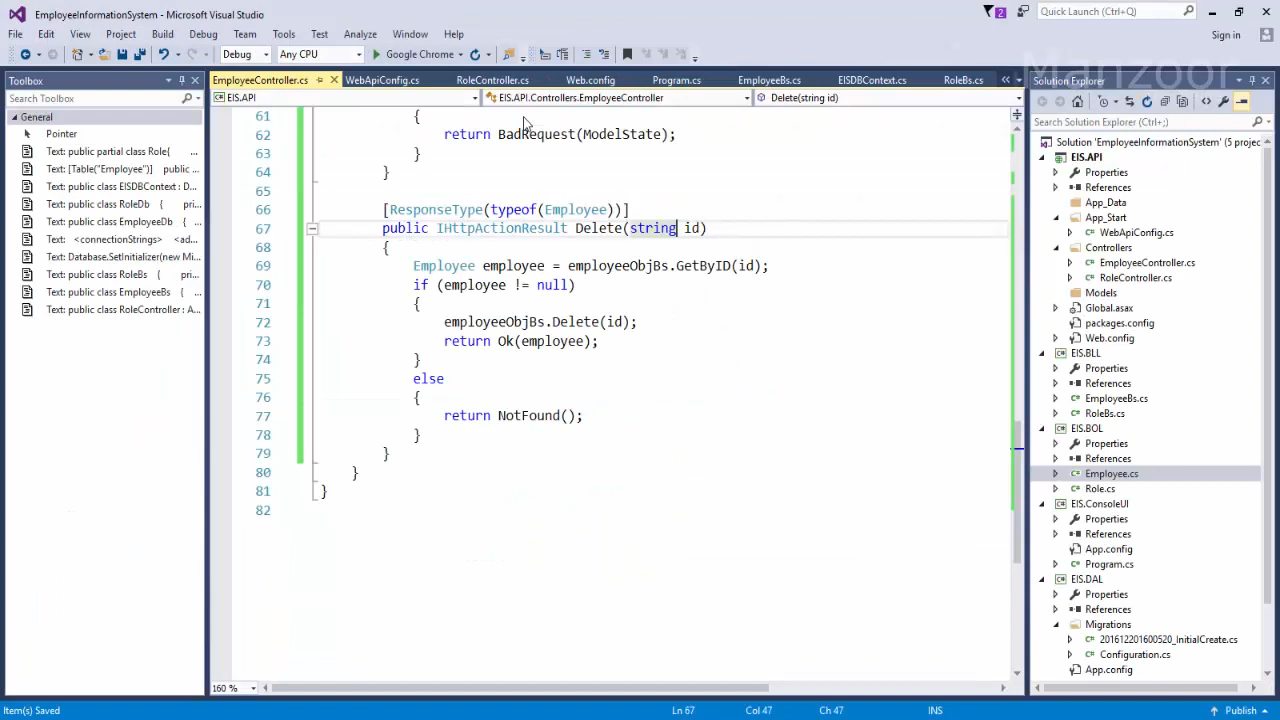 EmployeeInformationSystem - Microsoft Visual Studio
2
Quick Launch (Ctrl+Q)
File Edit View Project Build Debug Team Tools Test Analyze Window Help
Sign in
Debug Any CPU Google Chrome
Manzoor
Toolbox
Search Toolbox
General
Pointer
Text: public partial class Role{
Text: [Table("Employee")] public ...
Text: public class EISDBContext : D...
Text: public class RoleDb { pri...
Text: public class EmployeeDb ...
Text: <connectionStrings> <ad...
Text: Database.SetInitializer(new Mi...
Text: public class RoleBs { pri...
Text: public class EmployeeBs { ...
Text: public class RoleController : A...
EmployeeController.cs WebApiConfig.cs RoleController.cs Web.config Program.cs EmployeeBs.cs EISDBContext.cs RoleBs.cs
EIS.API EIS.API.Controllers.EmployeeController Delete(string id)
61 {
62 return BadRequest(ModelState);
63 }
64 }
65
66 [ResponseType(typeof(Employee))]
67 public IHttpActionResult Delete(string id)
68 {
69 Employee employee = employeeObjBs.GetByID(id);
70 if (employee != null)
71 {
72 employeeObjBs.Delete(id);
73 return Ok(employee);
74 }
75 else
76 {
77 return NotFound();
78 }
79 }
80 }
81 }
82
160 %
Solution Explorer
Search Solution Explorer (Ctrl+;)
Solution 'EmployeeInformationSystem' (5 projec
EIS.API
Properties
References
App_Data
App_Start
WebApiConfig.cs
Controllers
EmployeeController.cs
RoleController.cs
Models
Global.asax
packages.config
Web.config
EIS.BLL
Properties
References
EmployeeBs.cs
RoleBs.cs
EIS.BOL
Properties
References
Employee.cs
Role.cs
EIS.ConsoleUI
Properties
References
App.config
Program.cs
EIS.DAL
Properties
References
Migrations
201612201600520_InitialCreate.cs
Configuration.cs
App.config
Item(s) Saved Ln 67 Col 47 Ch 47 INS Publish